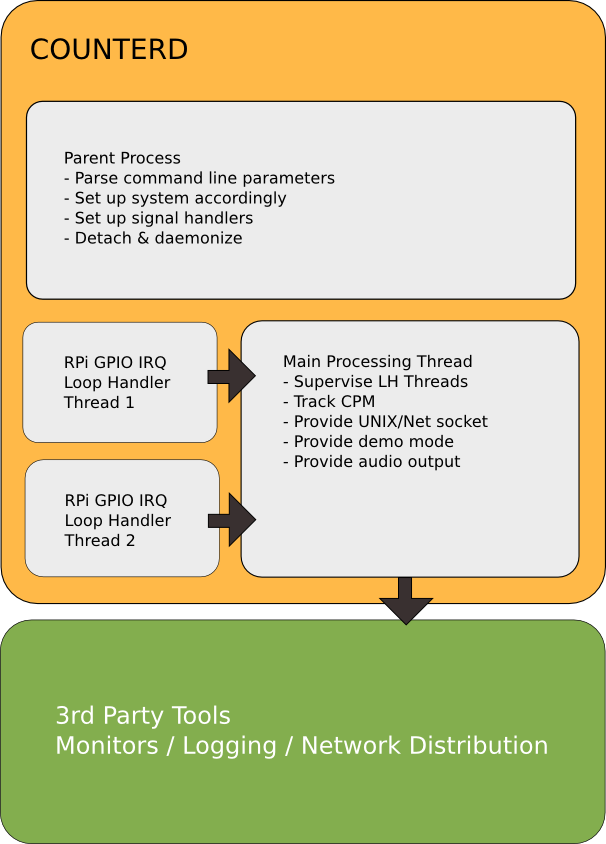 COUNTERD
Parent Process
- Parse command line parameters
- Set up system accordingly
- Set up signal handlers
- Detach & daemonize
RPi GPIO IRQ
Loop Handler
Thread 1
Main Processing Thread
- Supervise LH Threads
- Track CPM
- Provide UNIX/Net socket
- Provide demo mode
- Provide audio output
RPi GPIO IRQ
Loop Handler
Thread 2
3rd Party Tools
Monitors / Logging / Network Distribution